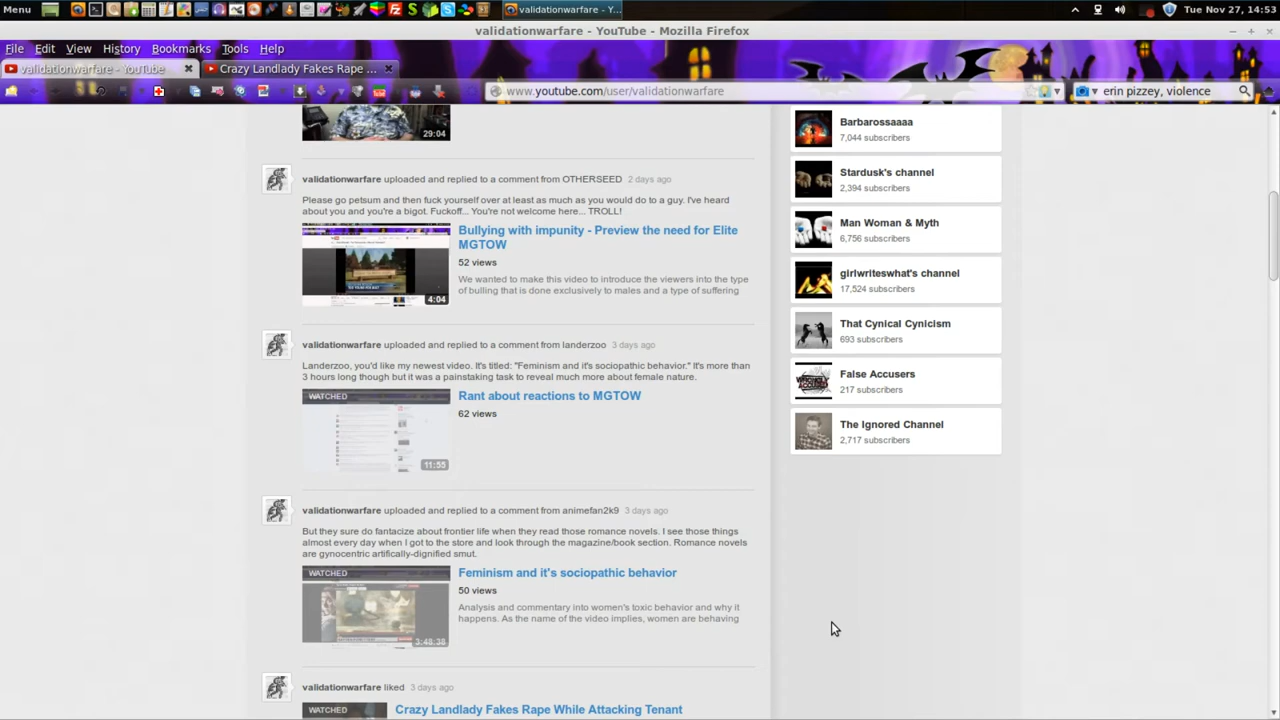 Menu
validationwarfare - Y...
Tue Nov 27, 14:53
validationwarfare - YouTube - Mozilla Firefox
File Edit View History Bookmarks Tools Help
validationwarfare - YouTube
Crazy Landlady Fakes Rape ...
www.youtube.com/user/validationwarfare
erin pizzey, violence
29:04
validationwarfare uploaded and replied to a comment from OTHERSEED 2 days ago
Please go petsum and then fuck yourself over at least as much as you would do to a guy. I've heard
about you and you're a bigot. Fuckoff... You're not welcome here... TROLL!
Bullying with impunity - Preview the need for Elite
MGTOW
52 views
We wanted to make this video to introduce the viewers into the type
of bulling that is done exclusively to males and a type of suffering
4:04
validationwarfare uploaded and replied to a comment from landerzoo 3 days ago
Landerzoo, you'd like my newest video. It's titled: "Feminism and it's sociopathic behavior." It's more than
3 hours long though but it was a painstaking task to reveal much more about female nature.
WATCHED
Rant about reactions to MGTOW
62 views
11:55
validationwarfare uploaded and replied to a comment from animefan2k9 3 days ago
But they sure do fantacize about frontier life when they read those romance novels. I see those things
almost every day when I got to the store and look through the magazine/book section. Romance novels
are gynocentric artifically-dignified smut.
WATCHED
Feminism and it's sociopathic behavior
50 views
Analysis and commentary into women's toxic behavior and why it
happens. As the name of the video implies, women are behaving
3:48:38
validationwarfare liked 3 days ago
WATCHED
Crazy Landlady Fakes Rape While Attacking Tenant
Barbarossaaaa
7,044 subscribers
Stardusk's channel
2,394 subscribers
Man Woman & Myth
6,756 subscribers
girlwriteswhat's channel
17,524 subscribers
That Cynical Cynicism
693 subscribers
False Accusers
217 subscribers
The Ignored Channel
2,717 subscribers